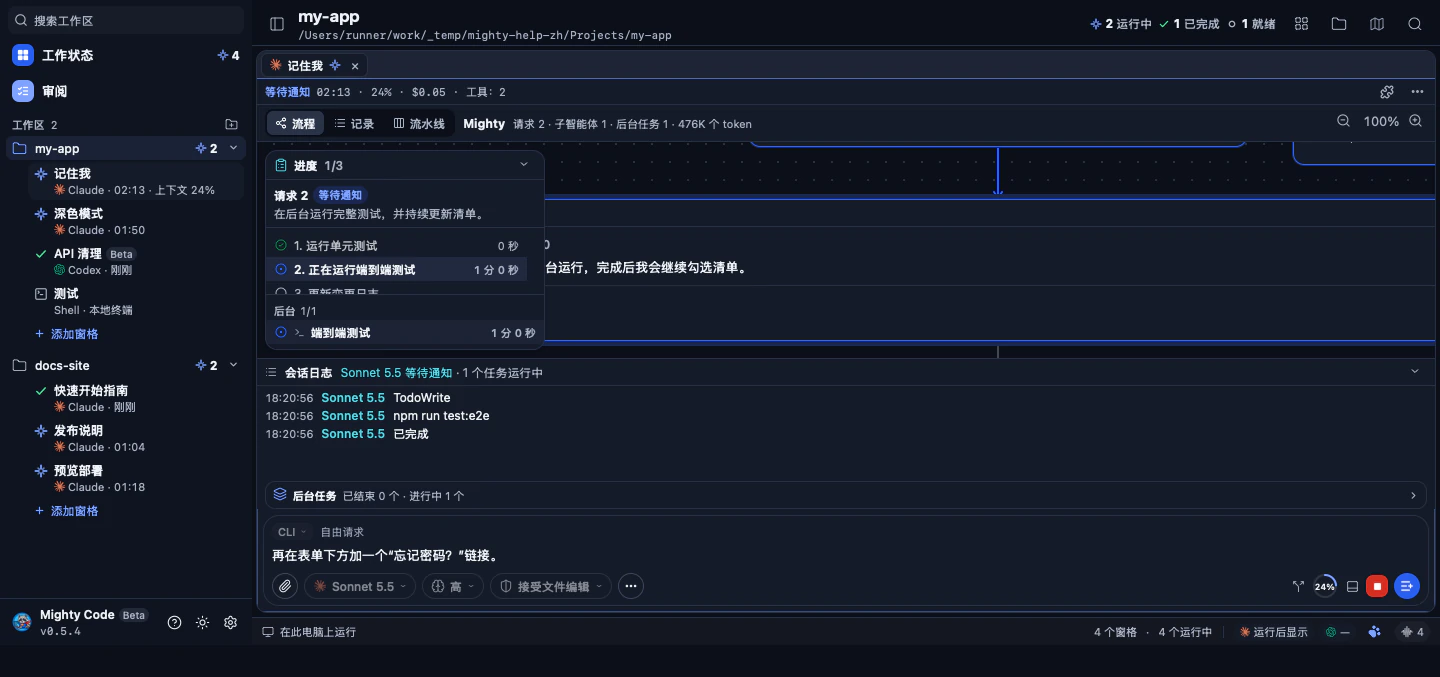 搜索工作区
工作状态 4
审阅
工作区 2
my-app 2
记住我
Claude · 02:13 · 上下文 24%
深色模式
Claude · 01:50
API 清理 Beta
Codex · 刚刚
测试
Shell · 本地终端
+ 添加窗格
docs-site 2
快速开始指南
Claude · 刚刚
发布说明
Claude · 01:04
预览部署
Claude · 01:18
+ 添加窗格
Mighty Code Beta
v0.5.4
my-app
/Users/runner/work/_temp/mighty-help-zh/Projects/my-app
2 运行中 1 已完成 1 就绪
记住我
等待通知 02:13 · 24% · $0.05 · 工具: 2
流程 记录 流水线 Mighty 请求 2 · 子智能体 1 · 后台任务 1 · 476K 个 token
100%
进度 1/3
请求 2 等待通知
在后台运行完整测试，并持续更新清单。
1. 运行单元测试 0 秒
2. 正在运行端到端测试 1 分 0 秒
3. 更新变更日志
后台 1/1
端到端测试 1 分 0 秒
台运行，完成后我会继续勾选清单。
会话日志 Sonnet 5.5 等待通知 · 1 个任务运行中
18:20:56 Sonnet 5.5 TodoWrite
18:20:56 Sonnet 5.5 npm run test:e2e
18:20:56 Sonnet 5.5 已完成
后台任务 已结束 0 个 · 进行中 1 个
CLI 自由请求
再在表单下方加一个“忘记密码？”链接。
Sonnet 5.5 高 接受文件编辑
24%
在此电脑上运行
4 个窗格 · 4 个运行中 运行后显示 — 4